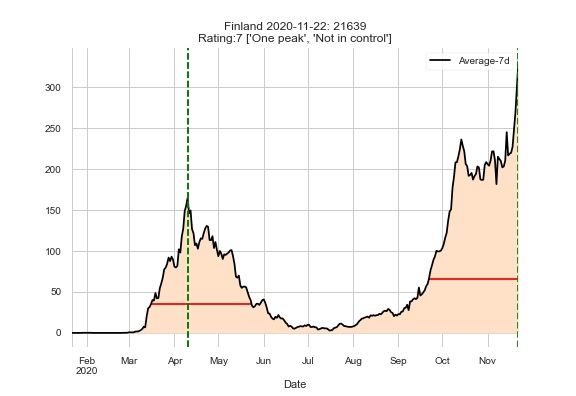 Finland 2020-11-22: 21639
Rating:7 ['One peak', 'Not in control']
Average-7d
300
250
200
150
100
50
0
Feb Mar Apr May Jun Jul Aug Sep Oct Nov
2020
Date